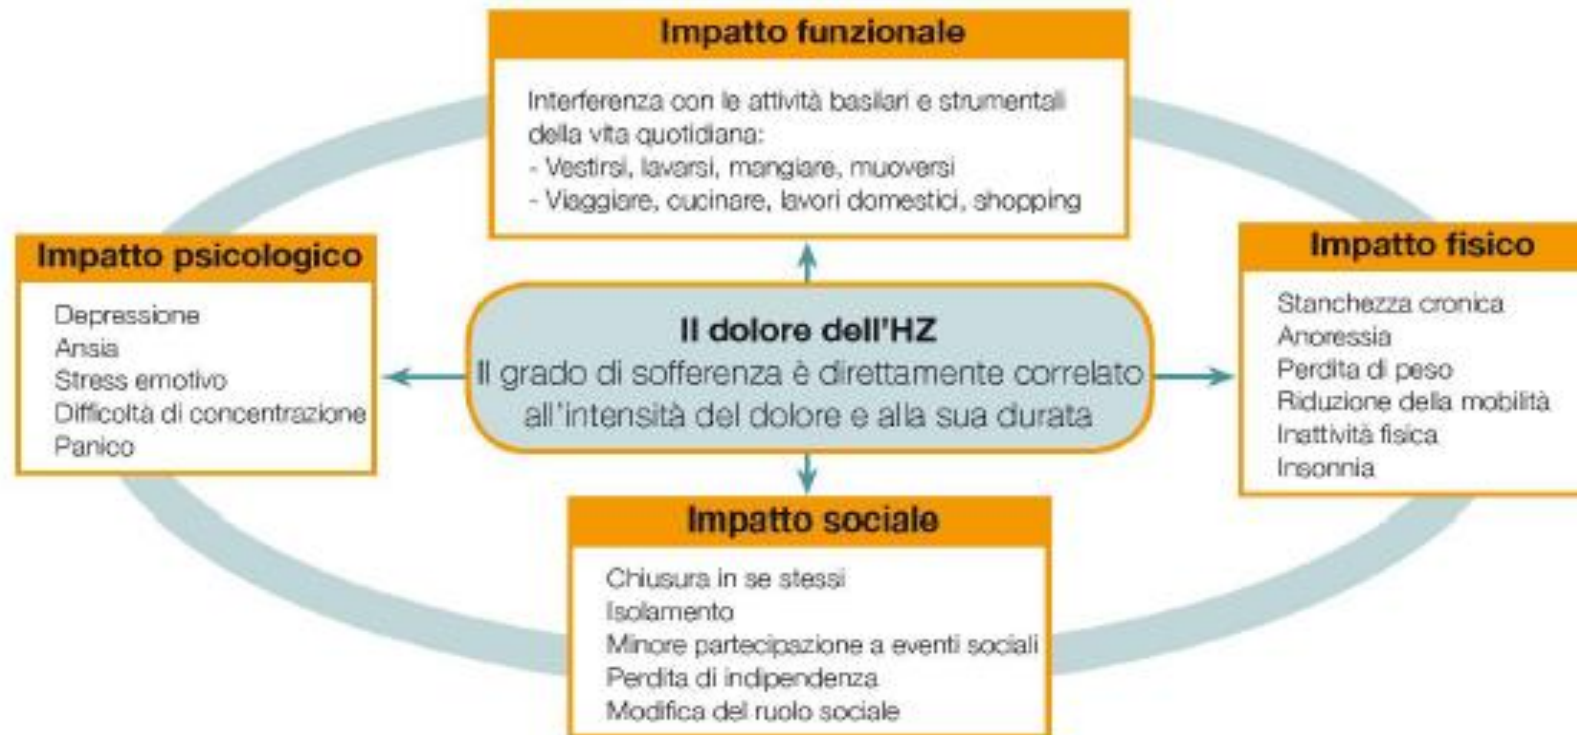 Impatto funzionale
Interferenza con le attività basilari e strumentali
della vita quotidiana:
- Vestirsi, lavarsi, mangiare, muoversi
- Viaggiare, cucinare, lavori domestici, shopping
Impatto psicologico
Depressione
Ansia
Stress emotivo
Difficoltà di concentrazione
Panico
Il dolore dell'HZ
Il grado di sofferenza è direttamente correlato
all'intensità del dolore e alla sua durata
Impatto fisico
Stanchezza cronica
Anoressia
Perdita di peso
Riduzione della mobilità
Inattività fisica
Insonnia
Impatto sociale
Chiusura in se stessi
Isolamento
Minore partecipazione a eventi sociali
Perdita di indipendenza
Modifica del ruolo sociale